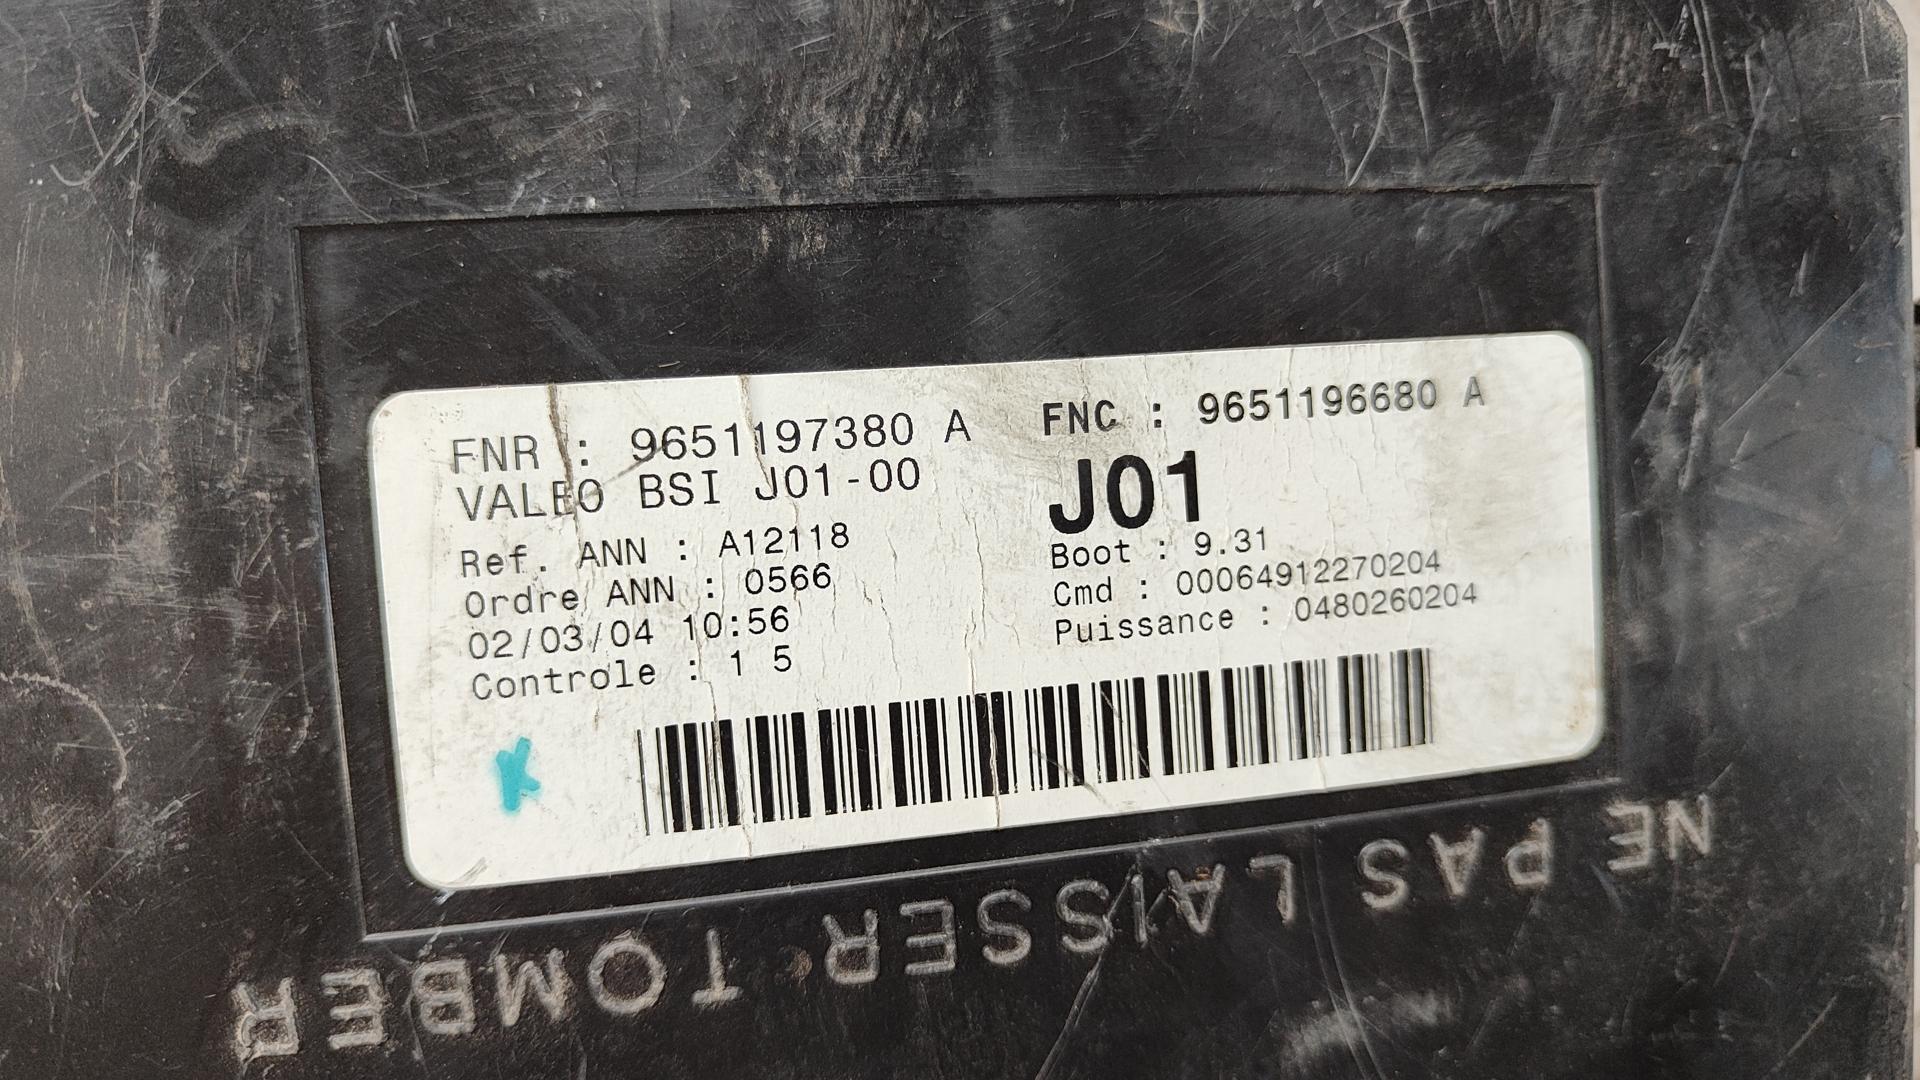 FNR : 9651197380 A
FNC : 9651196680 A
VALEO BSI J01-00
J01
Ref. ANN : A12118
Boot : 9.31
Ordre ANN : 0566
Cmd : 00064912270204
02/03/04 10:56
Puissance : 0480260204
Controle : 1 5
K
NE PAS LAISSER TOMBER